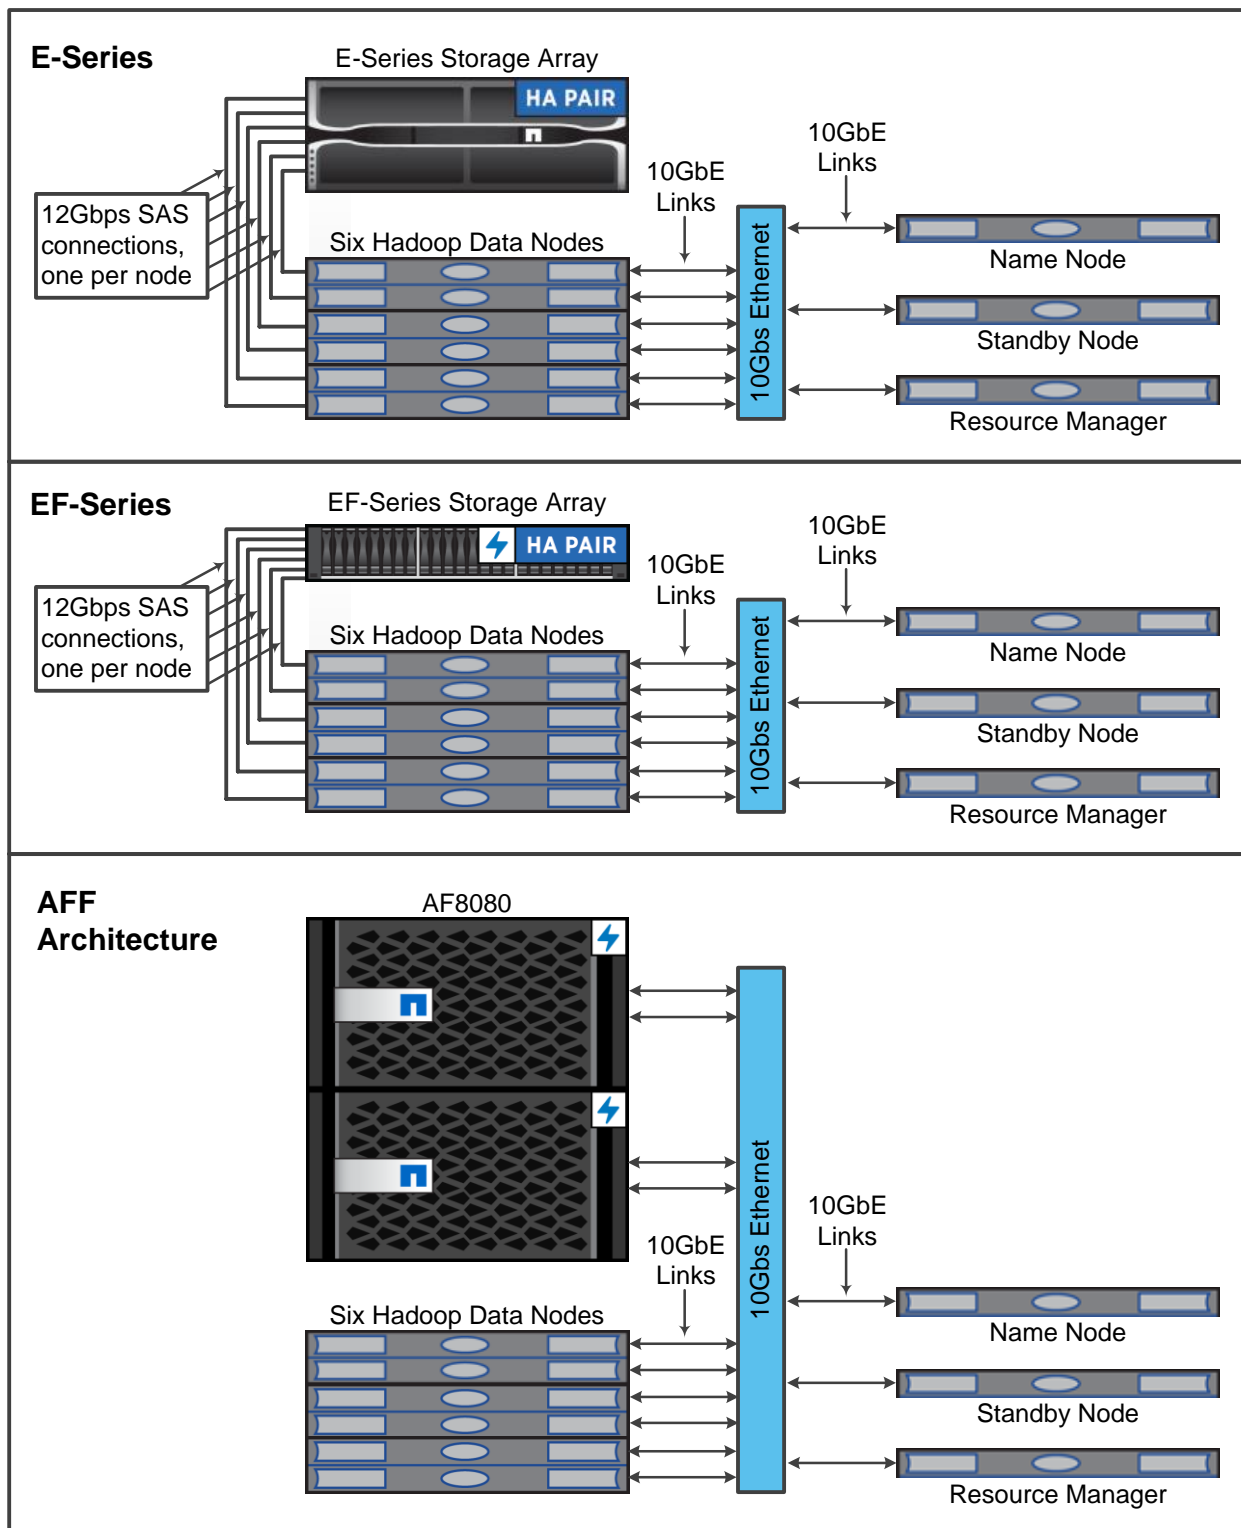 E-Series
E-Series Storage Array
HA PAIR
10GbE
Links
10GbE
Links
12Gbps SAS
connections,
one per node
Six Hadoop Data Nodes
10Gbs Ethernet
Name Node
Standby Node
Resource Manager
EF-Series
EF-Series Storage Array
HA PAIR
10GbE
Links
10GbE
Links
12Gbps SAS
connections,
one per node
Six Hadoop Data Nodes
10Gbs Ethernet
Name Node
Standby Node
Resource Manager
AFF
Architecture
AF8080
10Gbs Ethernet
10GbE
Links
10GbE
Links
Six Hadoop Data Nodes
Name Node
Standby Node
Resource Manager